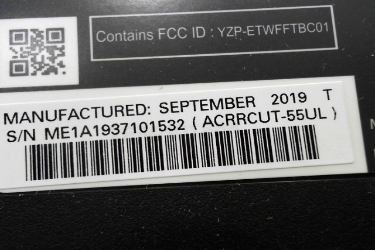 Contains FCC ID : YZP-ETWFFTBC01
MANUFACTURED: SEPTEMBER 2019 T
S/N ME1A1937101532 ( ACRRCUT-55UL )